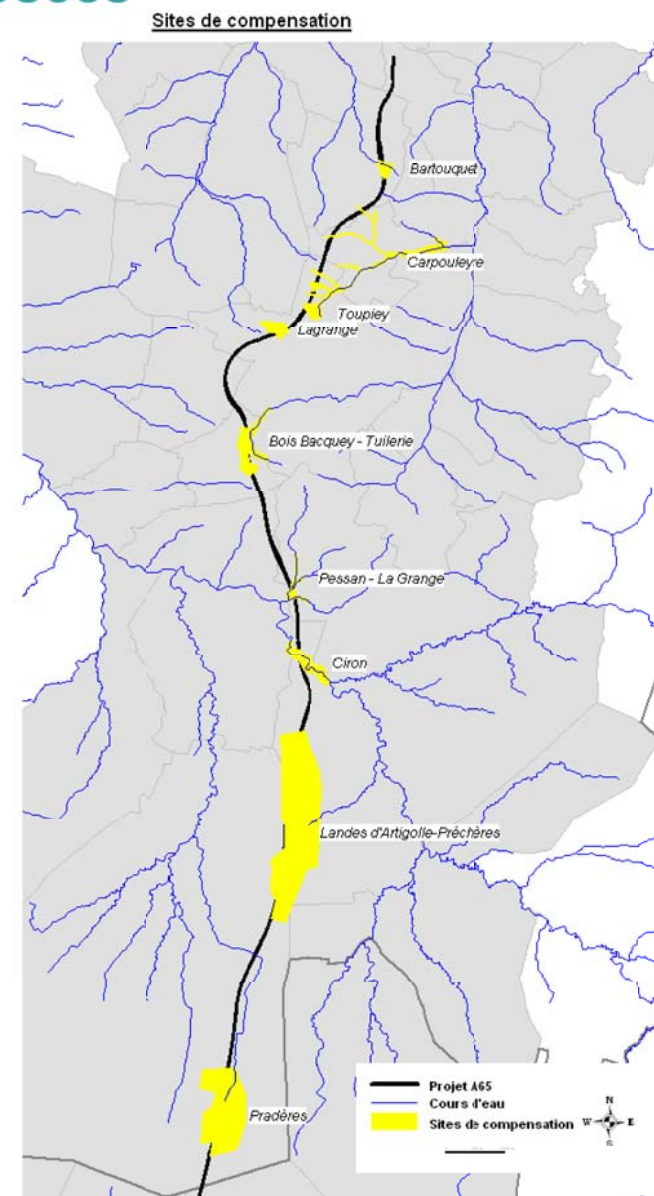 Sites de compensation
Bartouquet
Carpouleyre
Toupiey
Lagrange
Bois Bacquey - Tuilerie
Pessan - La Grange
Ciron
Landes d'Artigolle-Préchères
Pradères
Projet A65
Cours d'eau
Sites de compensation
N
W E
S